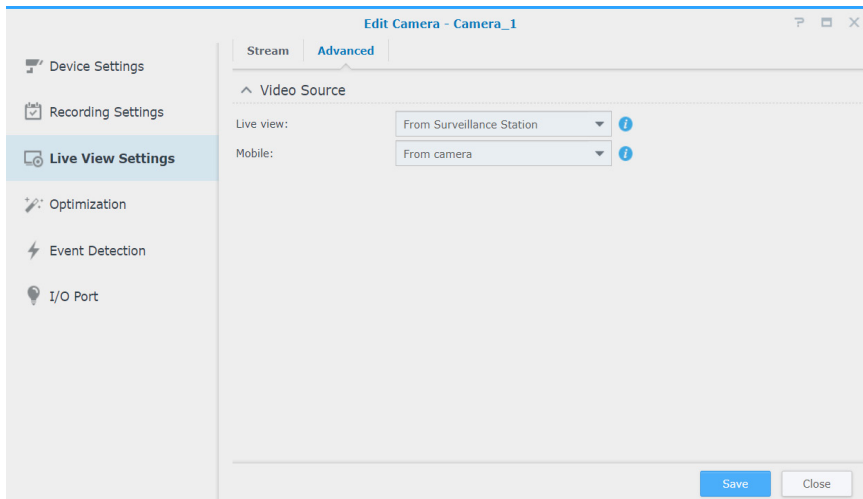 Edit Camera - Camera_1
Device Settings
Recording Settings
Live View Settings
Optimization
Event Detection
I/O Port
Stream Advanced
Video Source
Live view: From Surveillance Station
Mobile: From camera
Save Close